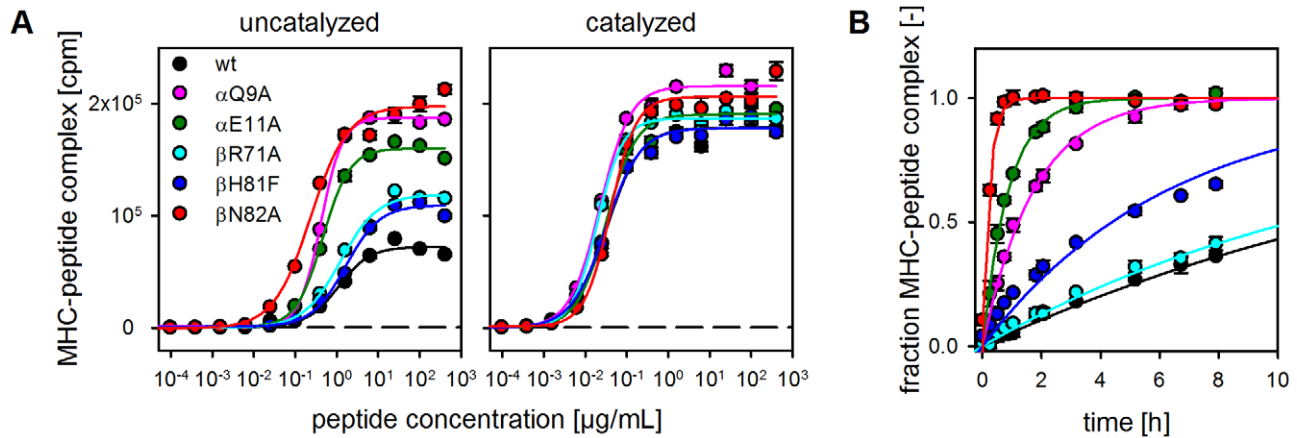 A
uncatalyzed
catalyzed
B
MHC-peptide complex [cpm]
2x10⁵
10⁵
0
wt
αQ9A
αE11A
βR71A
βH81F
βN82A
10⁻⁴ 10⁻³ 10⁻² 10⁻¹ 10⁰ 10¹ 10² 10³
10⁻⁴ 10⁻³ 10⁻² 10⁻¹ 10⁰ 10¹ 10² 10³
peptide concentration [µg/mL]
fraction MHC-peptide complex [-]
1.0
0.5
0.0
0 2 4 6 8 10
time [h]